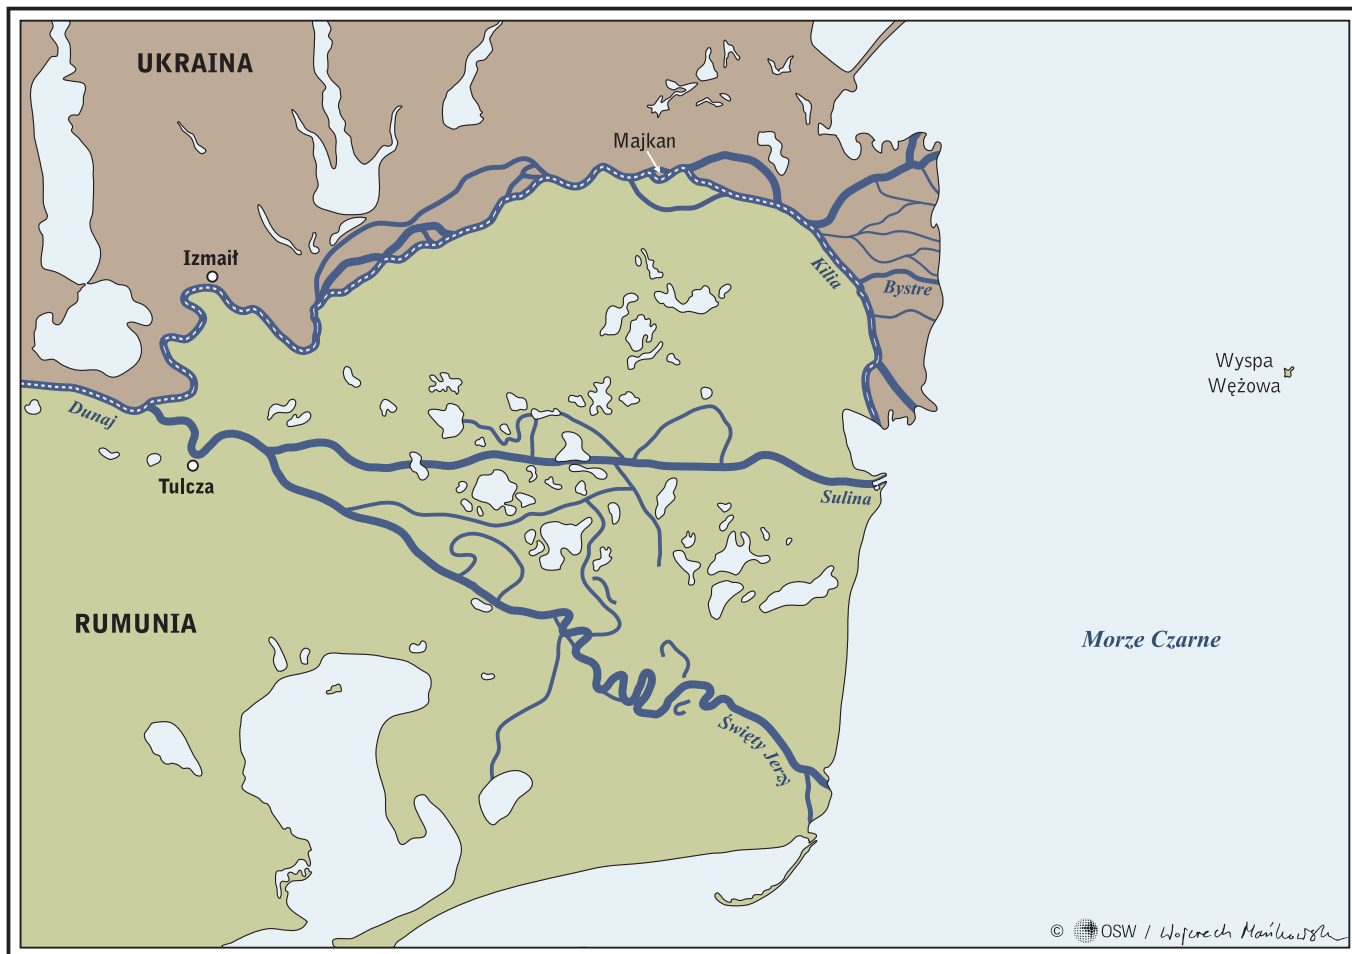 UKRAINA
Majkan
Izmaił
Kilia
Bystre
Wyspa
Wężowa
Dunaj
Tulcza
Sulina
RUMUNIA
Morze Czarne
Święty Jerzy
© OSW / Wojciech Mańkowski